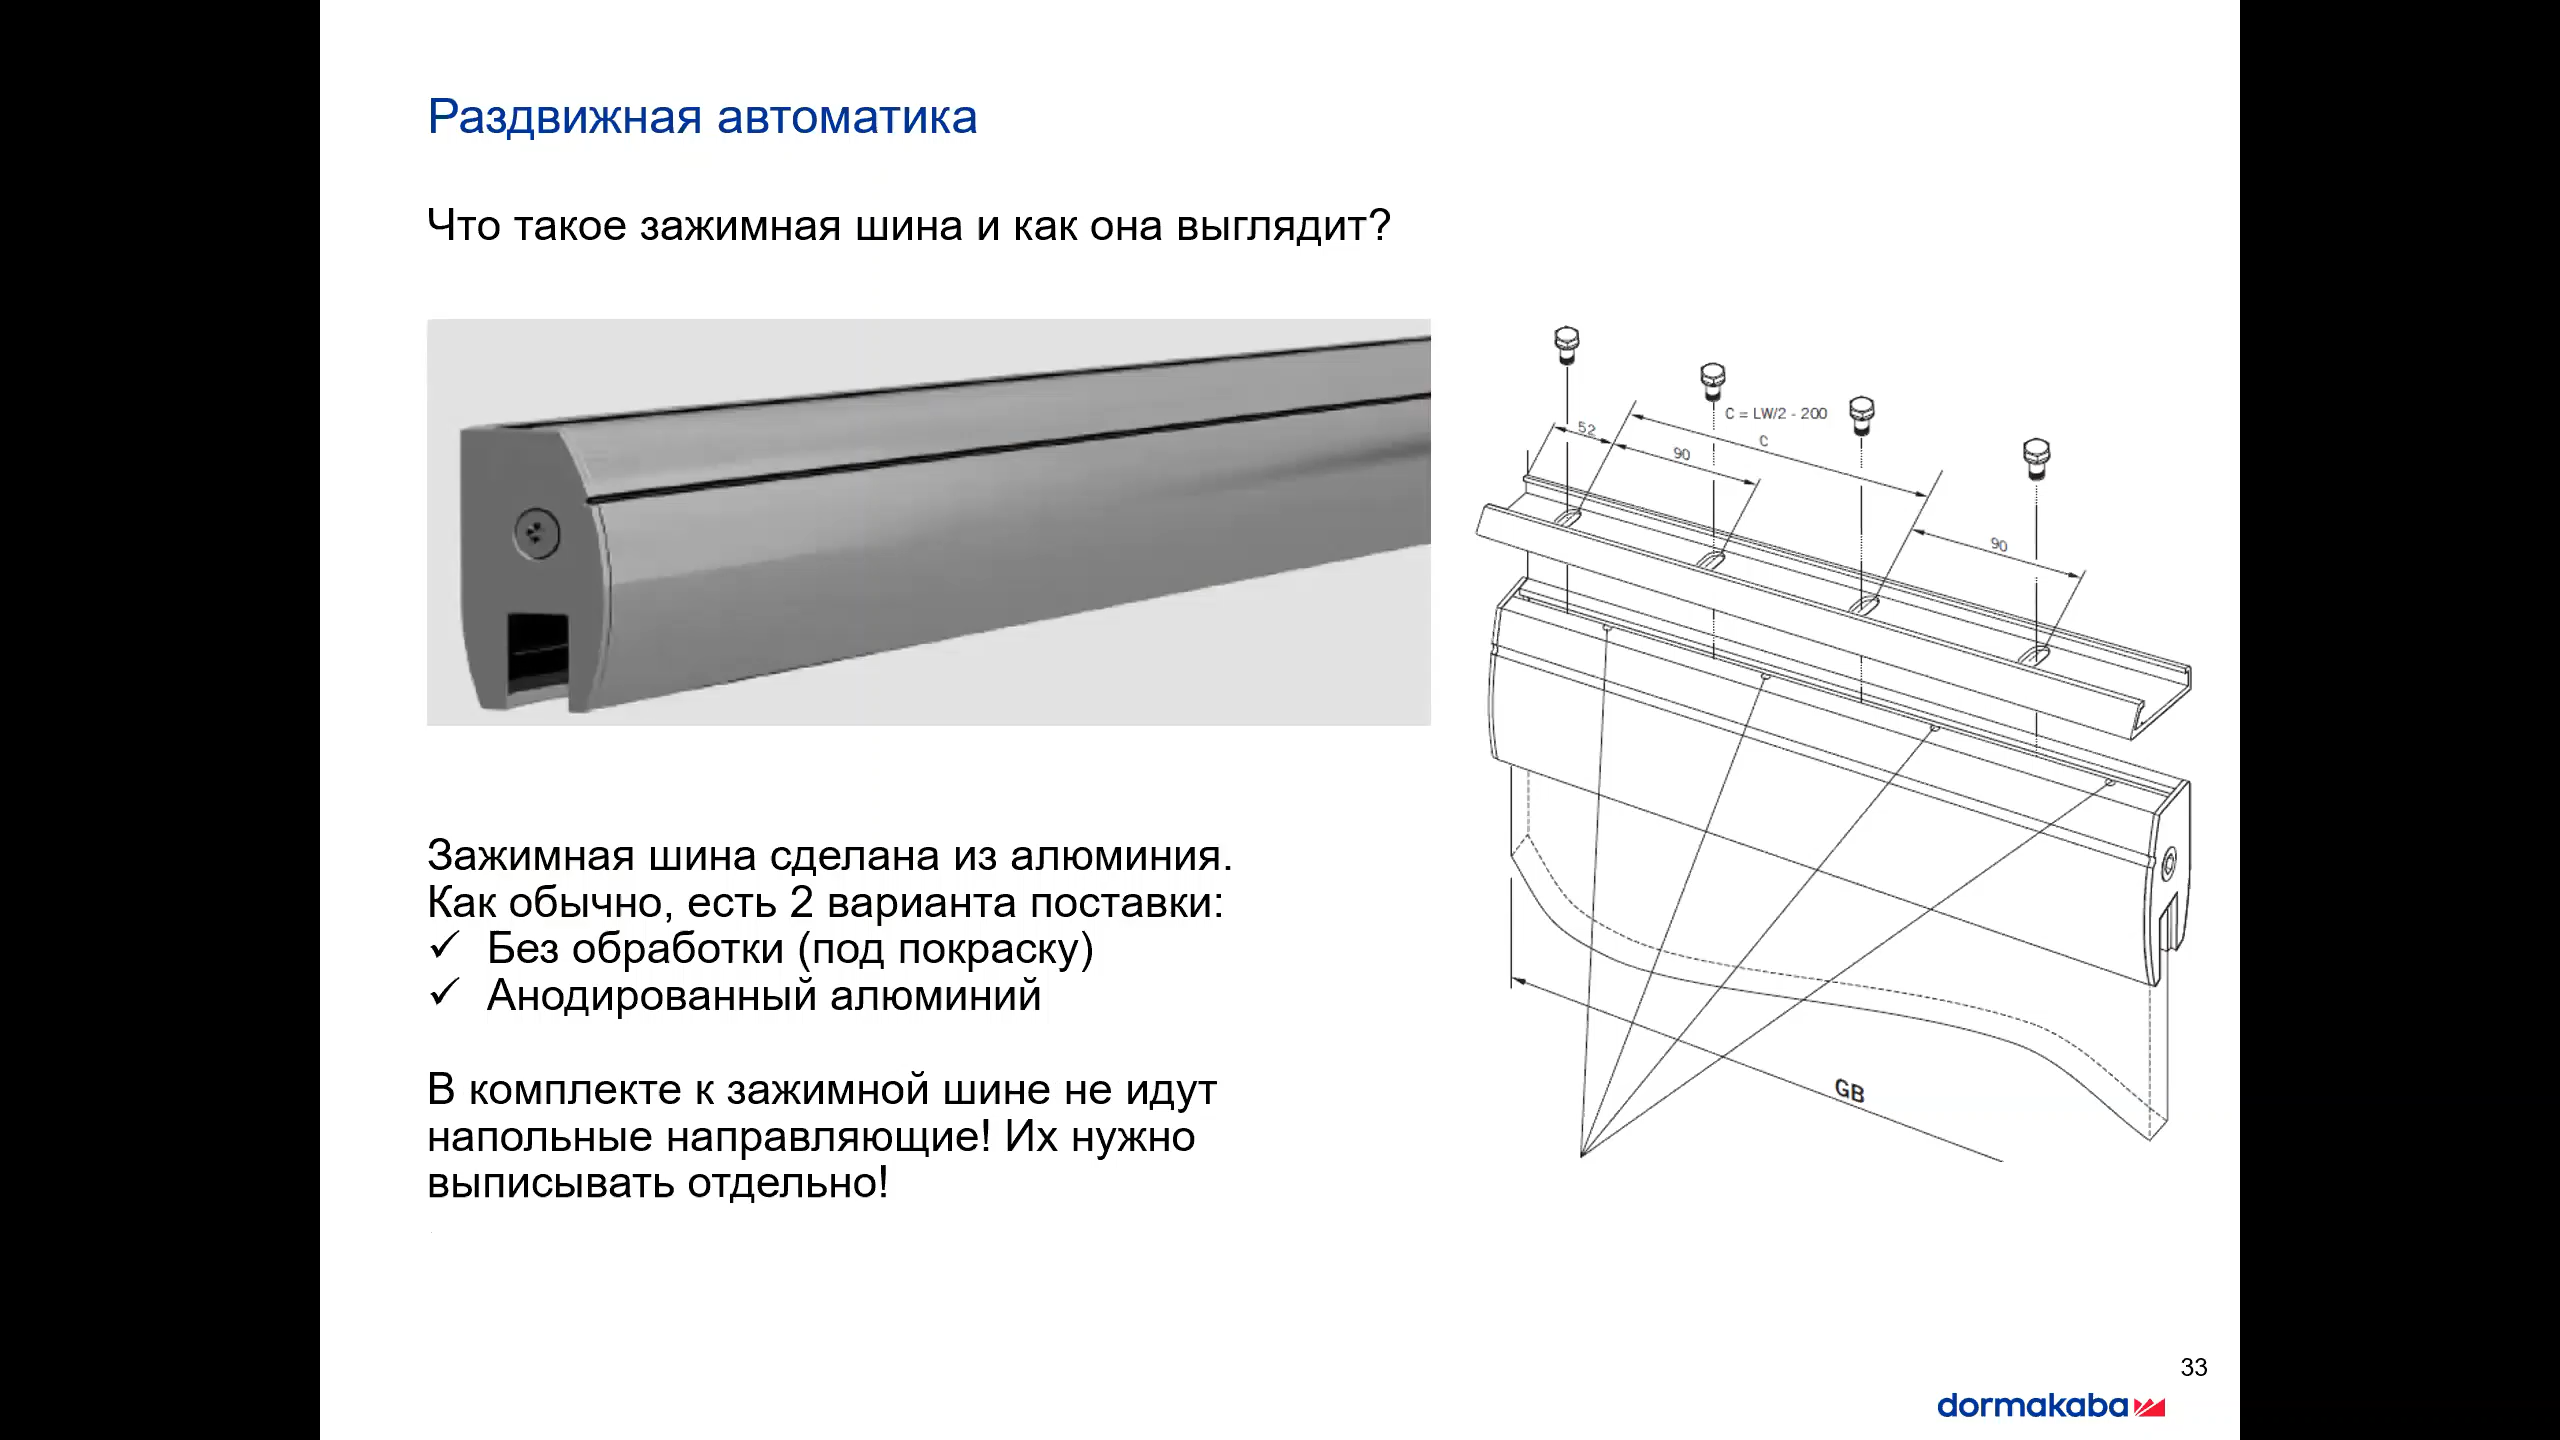 Раздвижная автоматика
Что такое зажимная шина и как она выглядит?
C = LW/2 - 200
52
C
90
90
Зажимная шина сделана из алюминия.
Как обычно, есть 2 варианта поставки:
✓ Без обработки (под покраску)
✓ Анодированный алюминий
В комплекте к зажимной шине не идут
напольные направляющие! Их нужно
выписывать отдельно!
GB
33
dormakaba